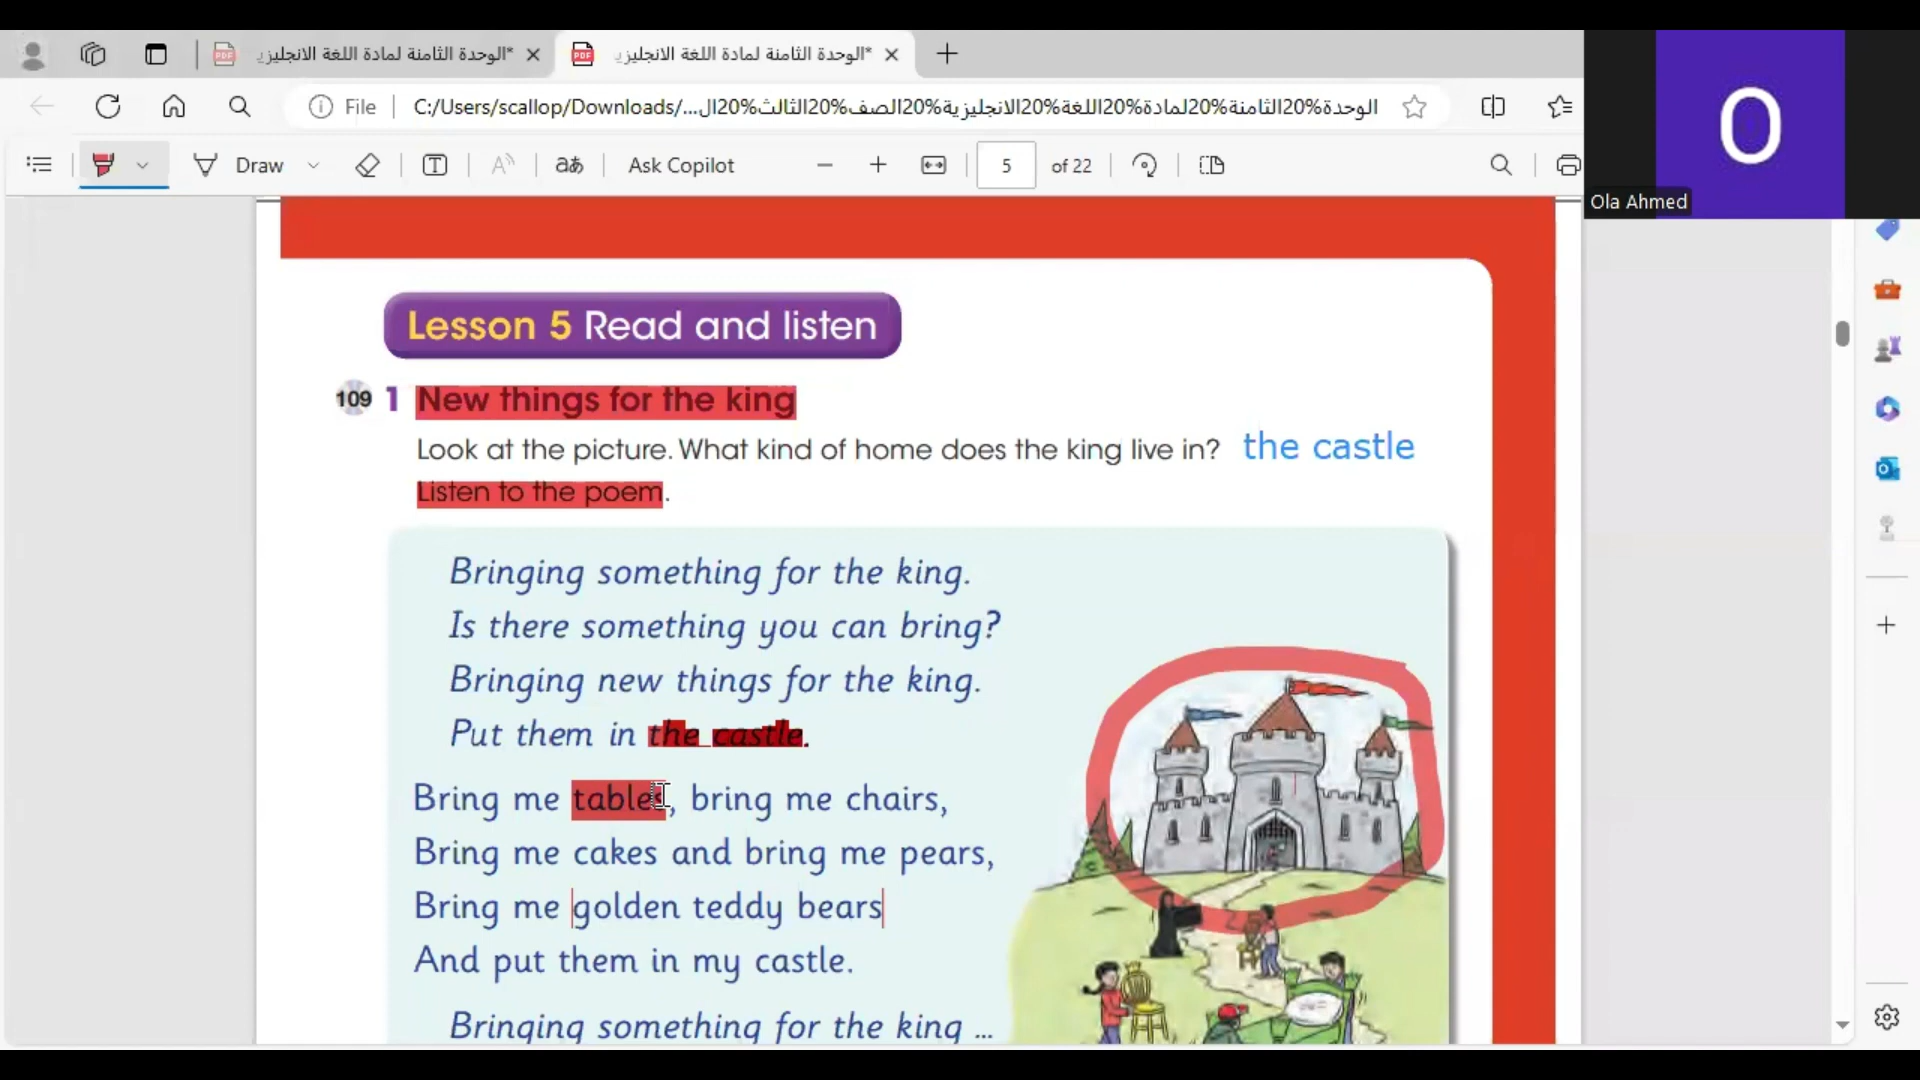 *الوحدة الثامنة لمادة اللغة الانجليزي
*الوحدة الثامنة لمادة اللغة الانجليزي
File
C:/Users/scallop/Downloads/...ال20%الوحدة%20الثامنة%20لمادة%20اللغة%20الانجليزية%20الصف%20الثالث
Draw
Ask Copilot
5 of 22
O
Ola Ahmed
Lesson 5 Read and listen
109 1 New things for the king
Look at the picture. What kind of home does the king live in? the castle
Listen to the poem.
Bringing something for the king.
Is there something you can bring?
Bringing new things for the king.
Put them in the castle.
Bring me tables, bring me chairs,
Bring me cakes and bring me pears,
Bring me golden teddy bears
And put them in my castle.
Bringing something for the king ...